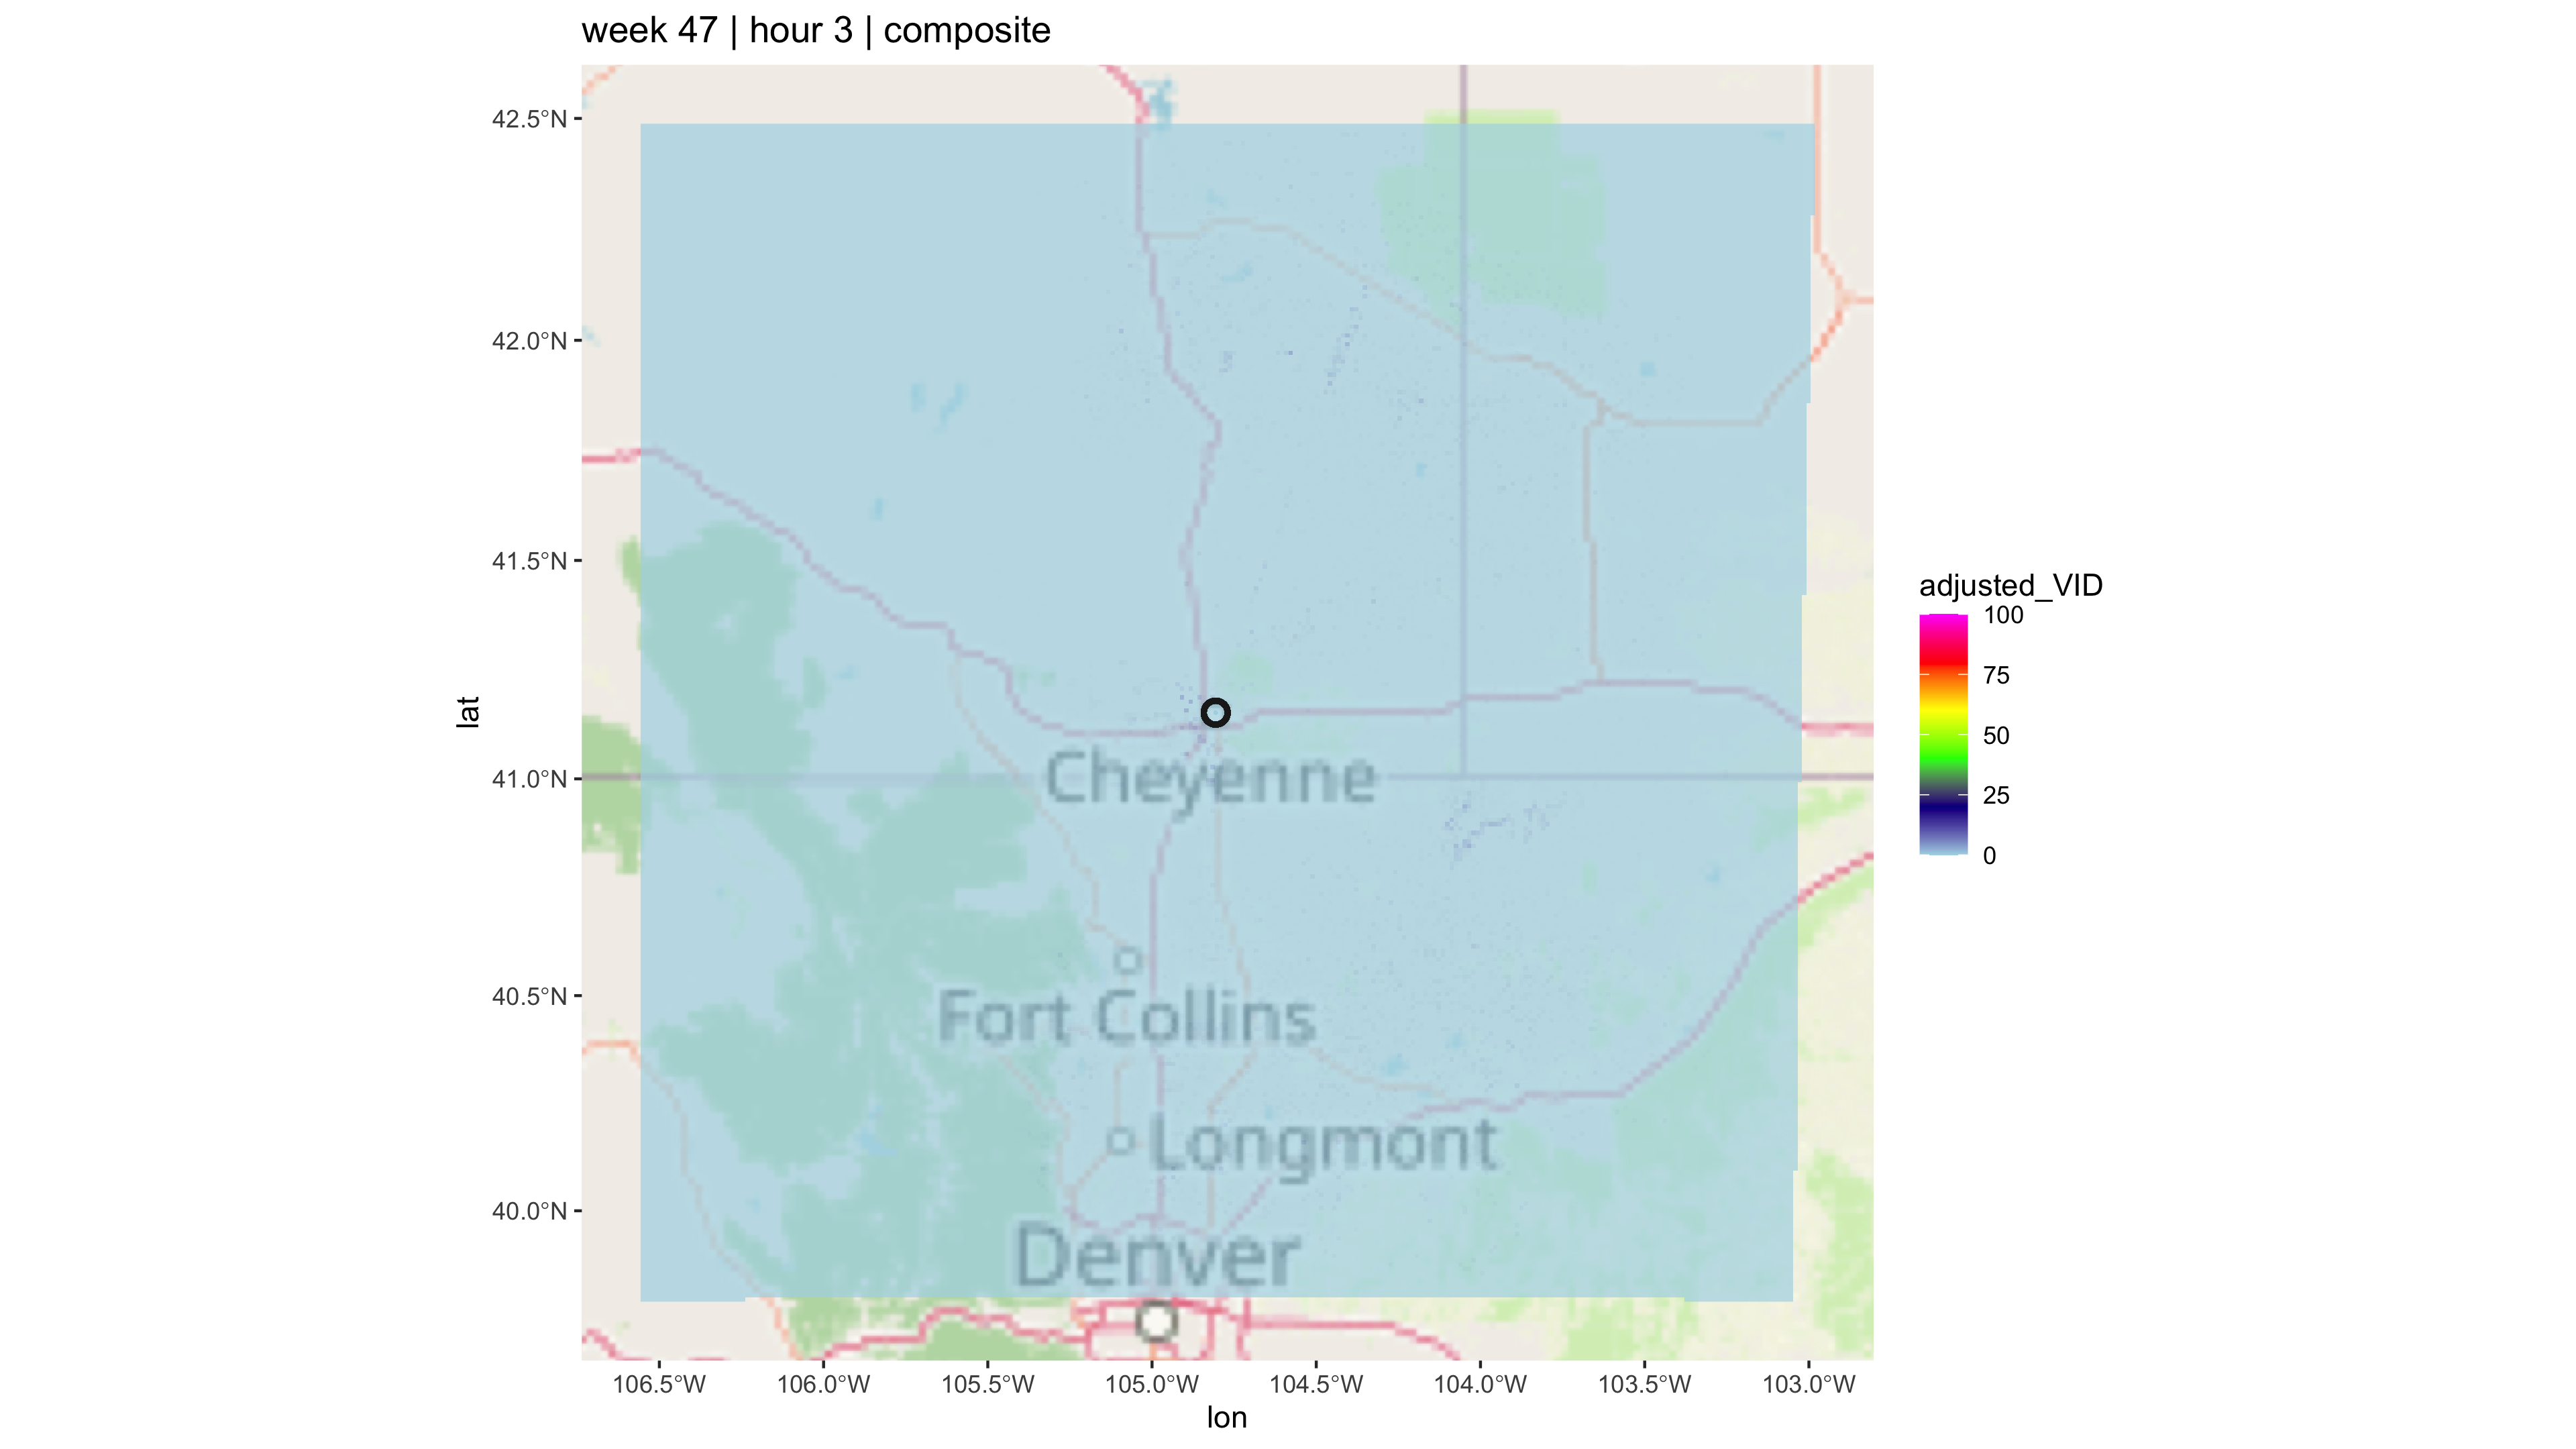 week 47 | hour 3 | composite
42.5°N
42.0°N
41.5°N
41.0°N
40.5°N
40.0°N
lat
Cheyenne
Fort Collins
Longmont
Denver
106.5°W 106.0°W 105.5°W 105.0°W 104.5°W 104.0°W 103.5°W 103.0°W
lon
adjusted_VID
100
75
50
25
0